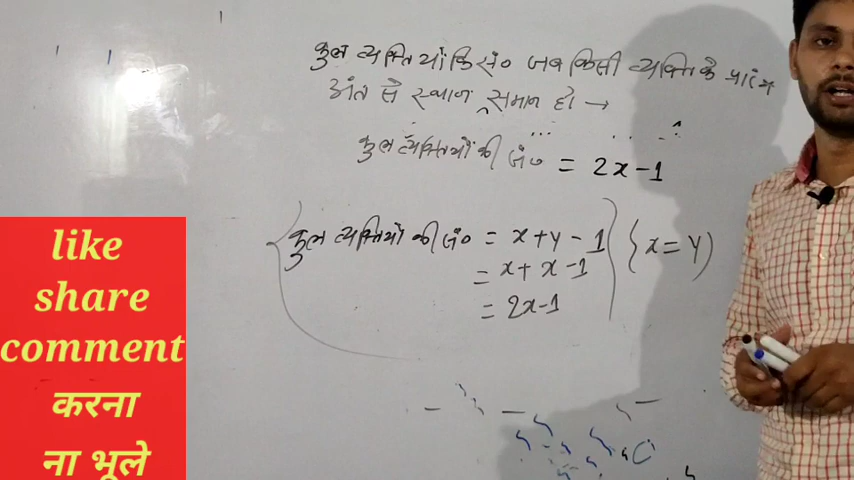 कुल व्यक्तियों कि सं० जब किसी व्यक्ति के प्रारंभ
अंत से स्थान समान हो →
कुल व्यक्तियों की सं० = 2x-1
कुल व्यक्तियों की सं० = x+y-1 {x=y}
= x+x-1
= 2x-1
like
share
comment
करना
ना भूले